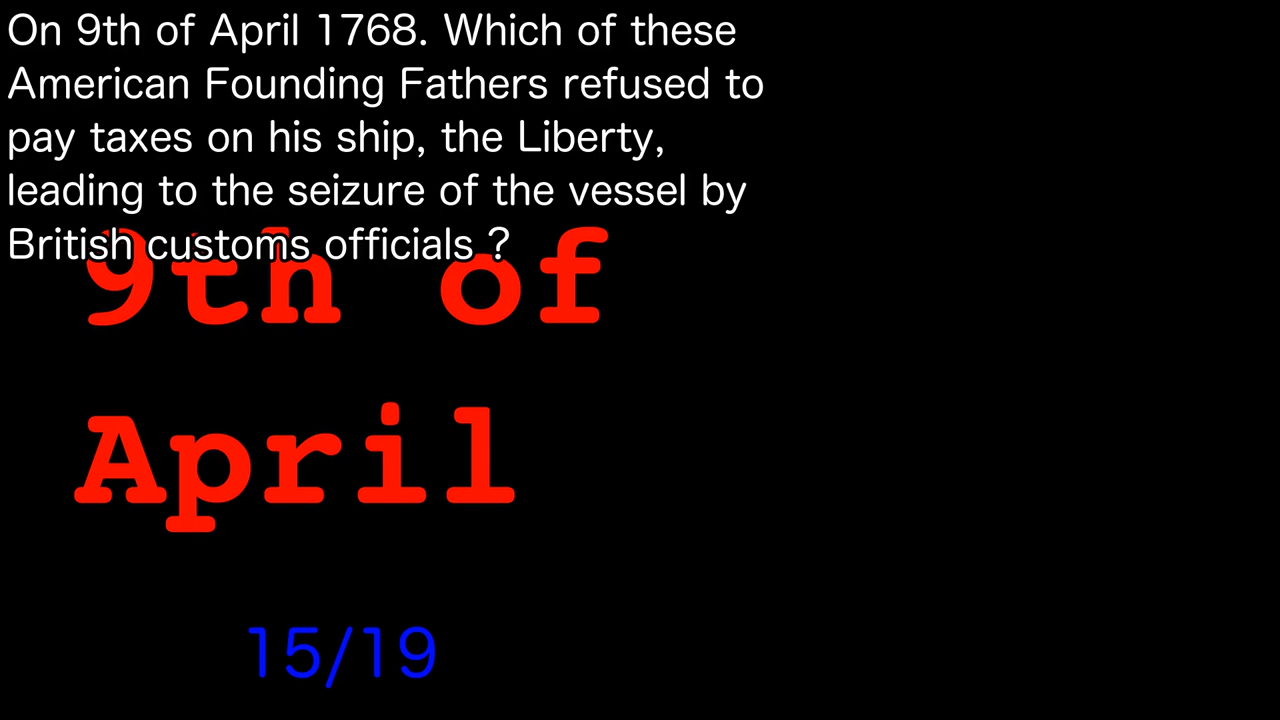 On 9th of April 1768. Which of these
American Founding Fathers refused to
pay taxes on his ship, the Liberty,
leading to the seizure of the vessel by
British customs officials ?
9th of
April
15/19